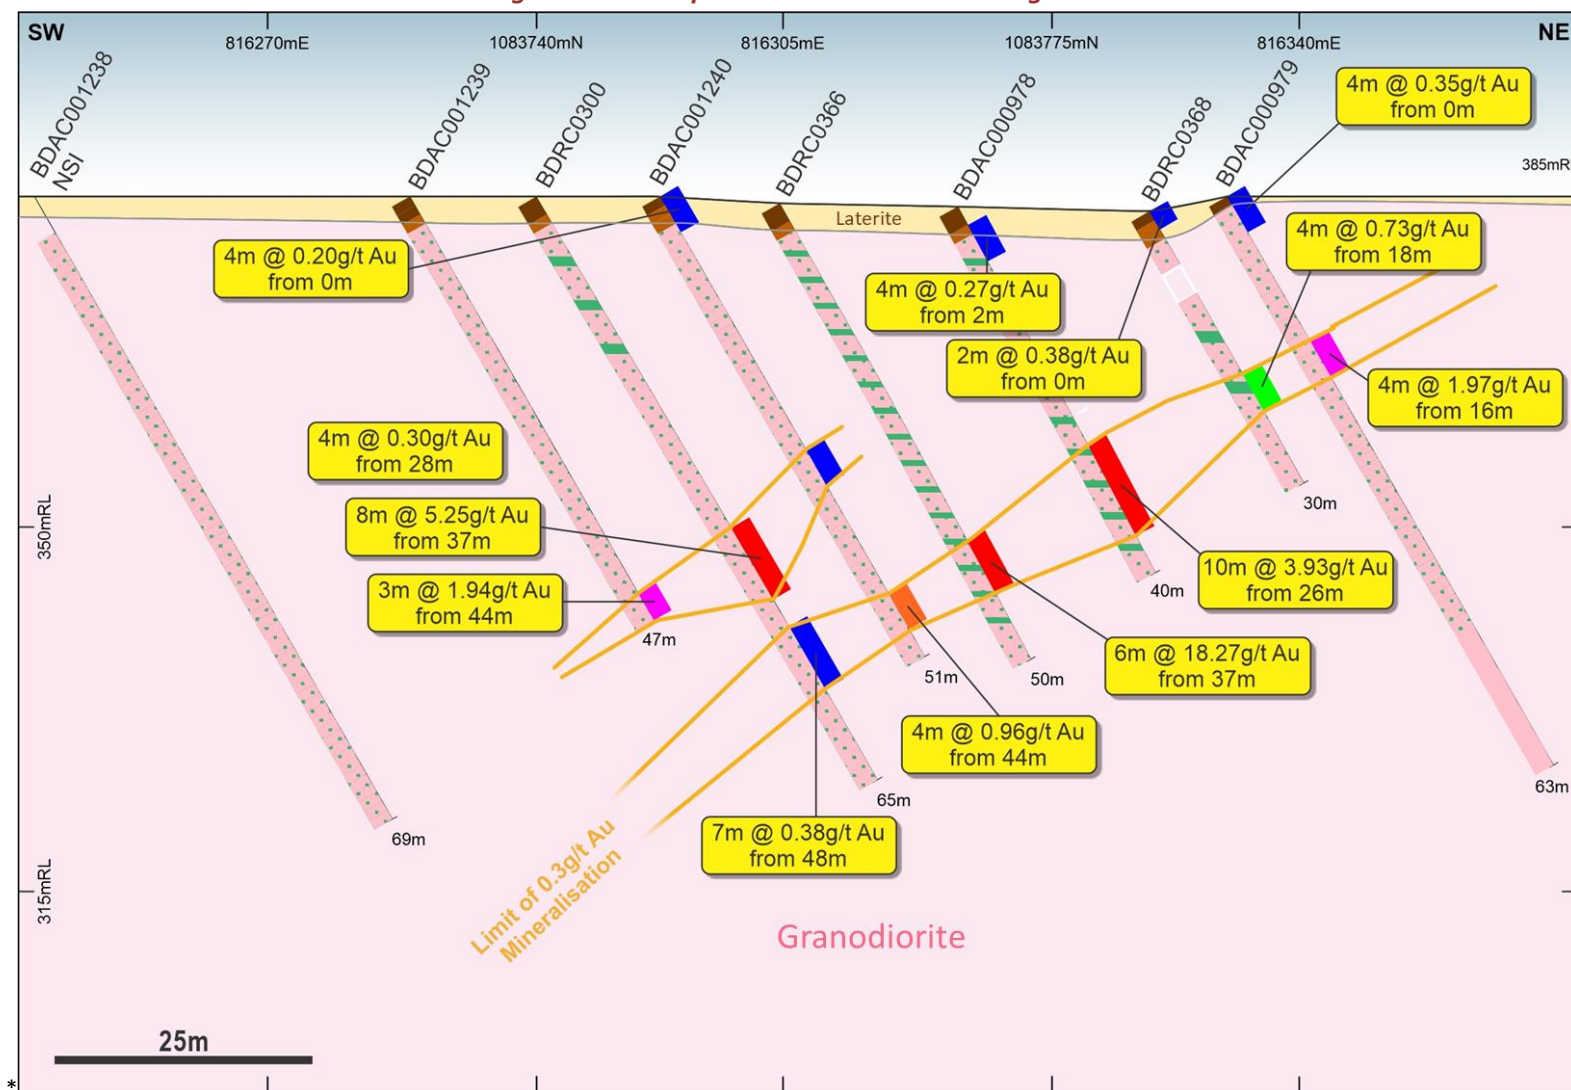 SW
816270mE
1083740mN
816305mE
1083775mN
816340mE
NE
BDAC001238
NSI
BDAC001239
BDRC0300
BDAC001240
BDRC0366
BDAC000978
BDRC0368
BDAC000979
4m @ 0.35g/t Au
from 0m
Laterite
4m @ 0.20g/t Au
from 0m
4m @ 0.27g/t Au
from 2m
2m @ 0.38g/t Au
from 0m
4m @ 0.73g/t Au
from 18m
4m @ 1.97g/t Au
from 16m
4m @ 0.30g/t Au
from 28m
8m @ 5.25g/t Au
from 37m
3m @ 1.94g/t Au
from 44m
10m @ 3.93g/t Au
from 26m
6m @ 18.27g/t Au
from 37m
4m @ 0.96g/t Au
from 44m
7m @ 0.38g/t Au
from 48m
350mRL
315mRL
30m
40m
47m
51m
50m
65m
63m
69m
Limit of 0.3g/t Au
Mineralisation
Granodiorite
25m
*